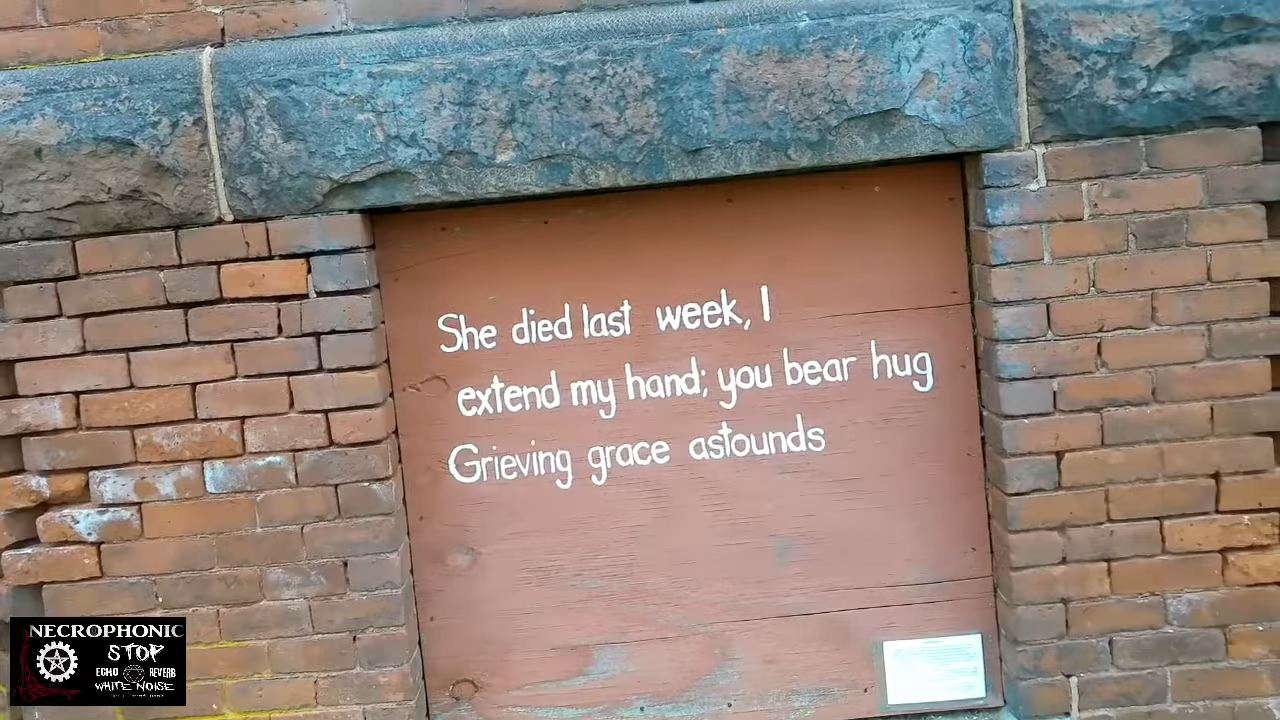 She died last week, I
extend my hand; you bear hug
Grieving grace astounds
NECROPHONIC
STOP
ECHO REVERB
WHITE NOISE